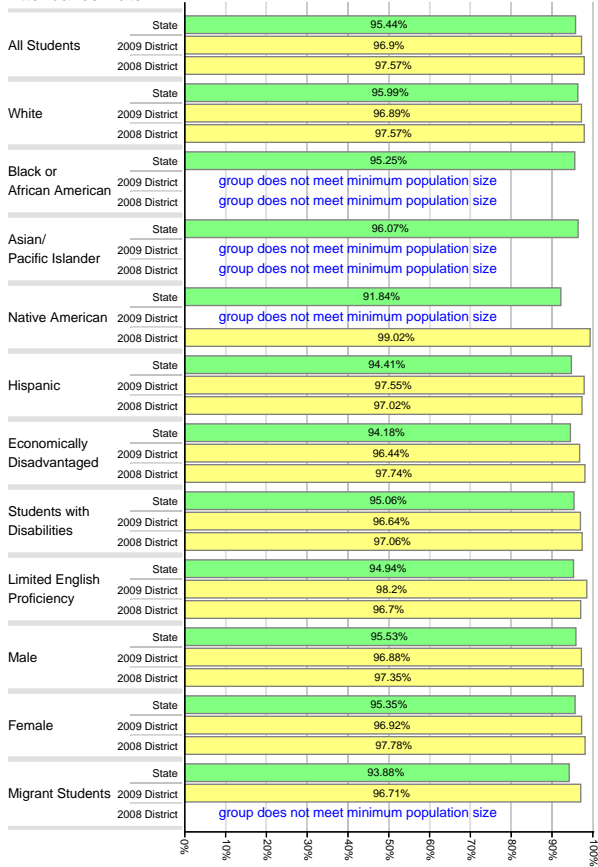 State 95.44%
All Students 2009 District 96.9%
2008 District 97.57%
State 95.99%
White 2009 District 96.89%
2008 District 97.57%
State 95.25%
Black or
African American 2009 District group does not meet minimum population size
2008 District group does not meet minimum population size
State 96.07%
Asian/
Pacific Islander 2009 District group does not meet minimum population size
2008 District group does not meet minimum population size
State 91.84%
Native American 2009 District group does not meet minimum population size
2008 District 99.02%
State 94.41%
Hispanic 2009 District 97.55%
2008 District 97.02%
State 94.18%
Economically
Disadvantaged 2009 District 96.44%
2008 District 97.74%
State 95.06%
Students with
Disabilities 2009 District 96.64%
2008 District 97.06%
State 94.94%
Limited English
Proficiency 2009 District 98.2%
2008 District 96.7%
State 95.53%
Male 2009 District 96.88%
2008 District 97.35%
State 95.35%
Female 2009 District 96.92%
2008 District 97.78%
State 93.88%
Migrant Students 2009 District 96.71%
2008 District group does not meet minimum population size
0% 10% 20% 30% 40% 50% 60% 70% 80% 90% 100%